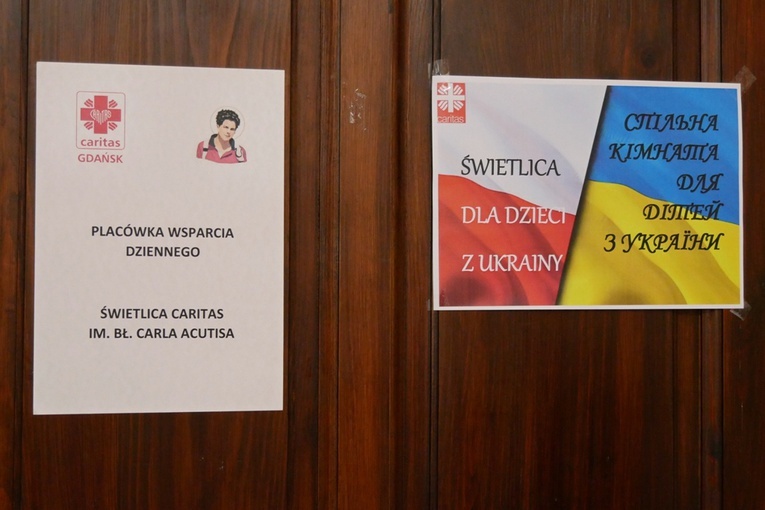 caritas
GDAŃSK
PLACÓWKA WSPARCIA
DZIENNEGO
ŚWIETLICA CARITAS
IM. BŁ. CARLA ACUTISA
caritas
ŚWIETLICA
DLA DZIECI
Z UKRAINY
СПІЛЬНА
КІМНАТА
ДЛЯ
ДІТЕЙ
З УКРАЇНИ